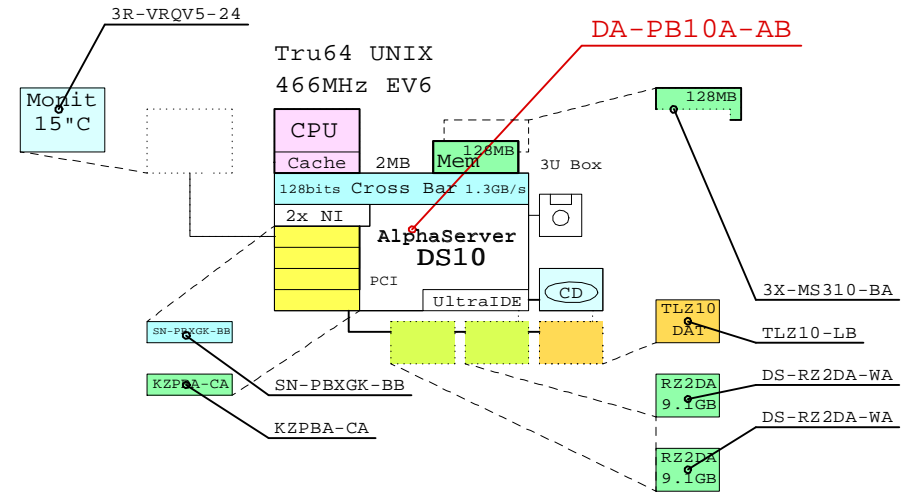 3R-VRQV5-24
DA-PB10A-AB
Tru64 UNIX
466MHz EV6
Monit
15"C
128MB
CPU
128MB
Cache
2MB
Mem
3U Box
128bits Cross Bar 1.3GB/s
2x NI
AlphaServer
DS10
PCI
UltraIDE
CD
3X-MS310-BA
TLZ10
DAT
TLZ10-LB
SN-PBXGK-BB
KZPBA-CA
SN-PBXGK-BB
KZPBA-CA
RZ2DA
9.1GB
DS-RZ2DA-WA
DS-RZ2DA-WA
RZ2DA
9.1GB